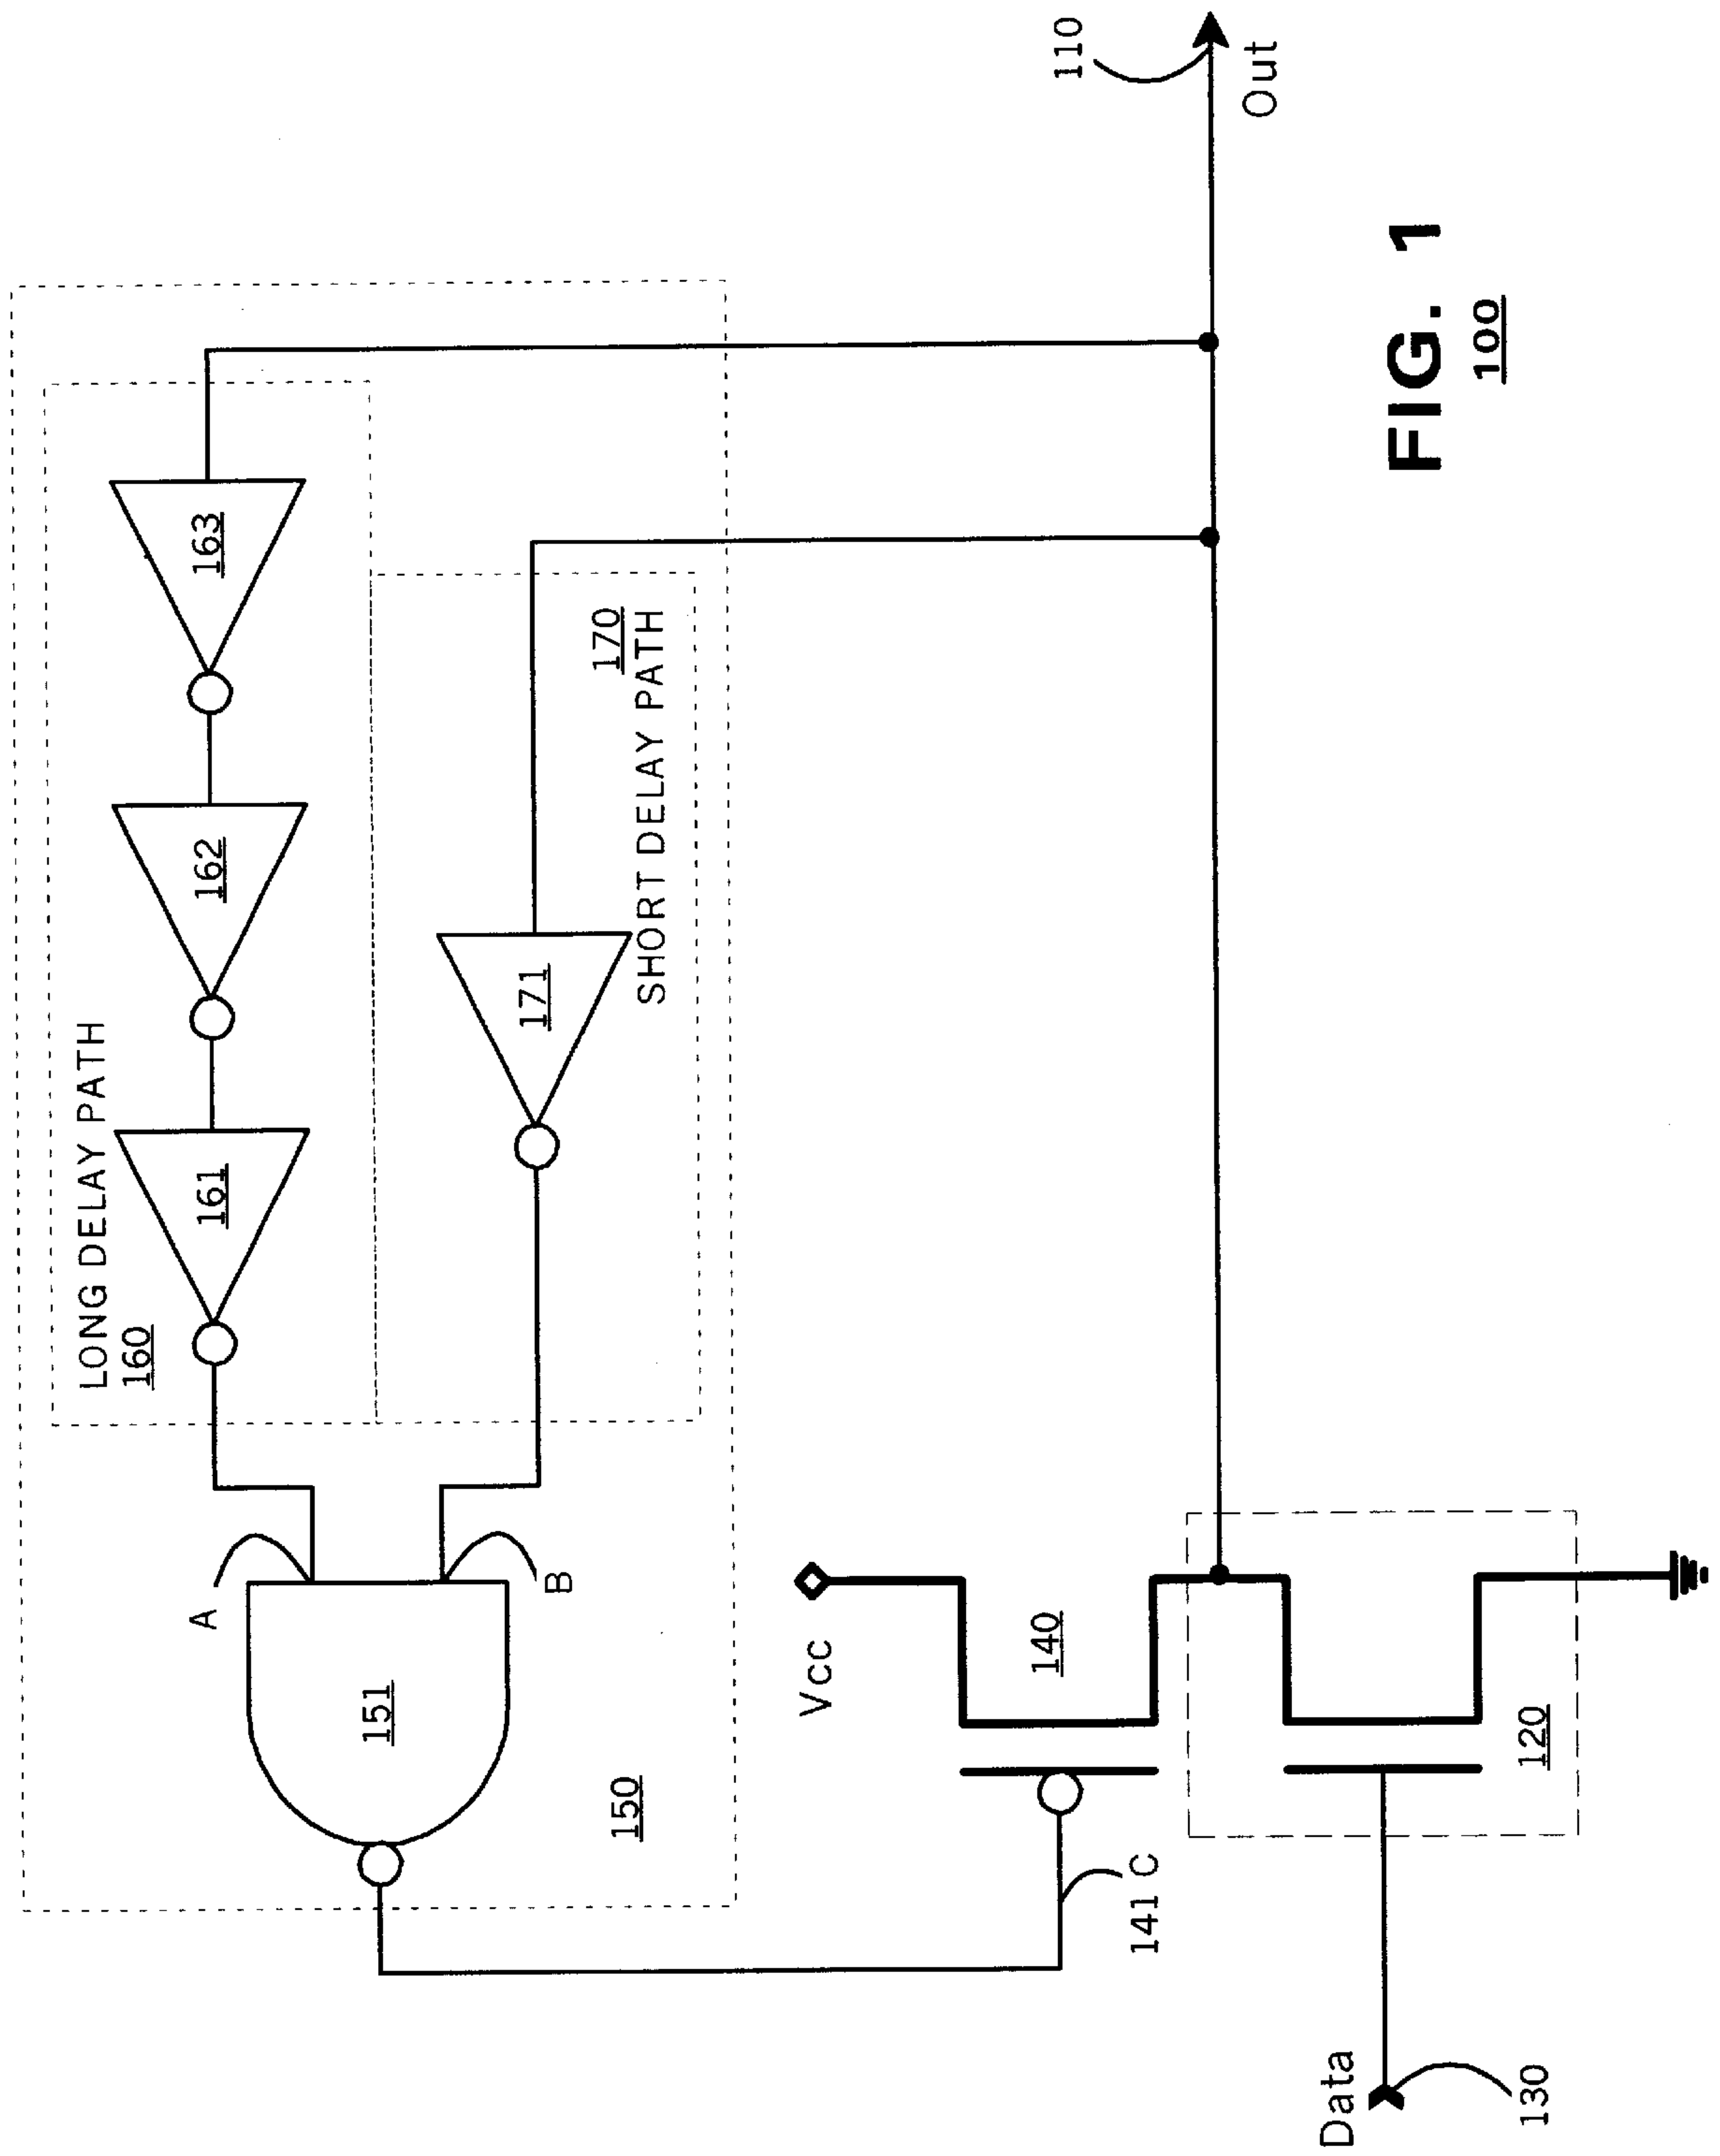 LONG DELAY PATH
160
161
162
163
A
151
B
171
170
SHORT DELAY PATH
150
Vcc
140
141 C
120
Data
130
110
Out
FIG. 1
100